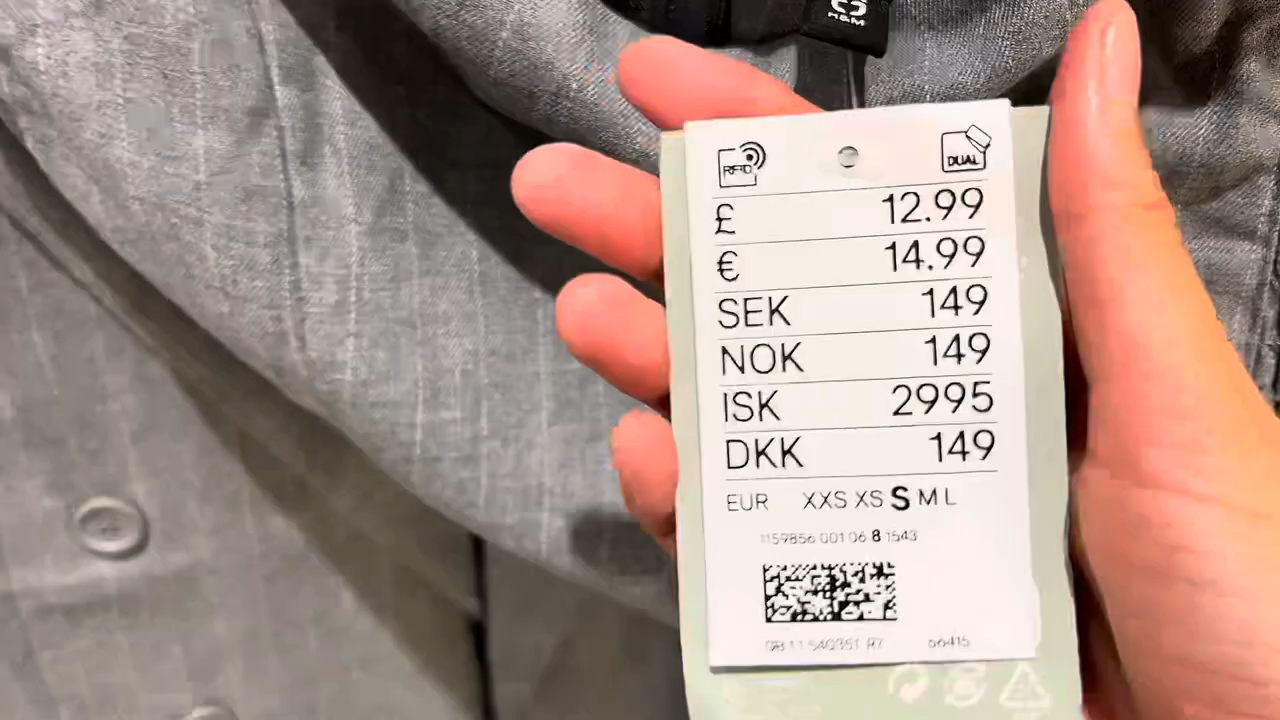 H&M
RFID
DUAL
£ 12.99
€ 14.99
SEK 149
NOK 149
ISK 2995
DKK 149
EUR XXS XS S M L
1159856 001 06 8 1543
66415